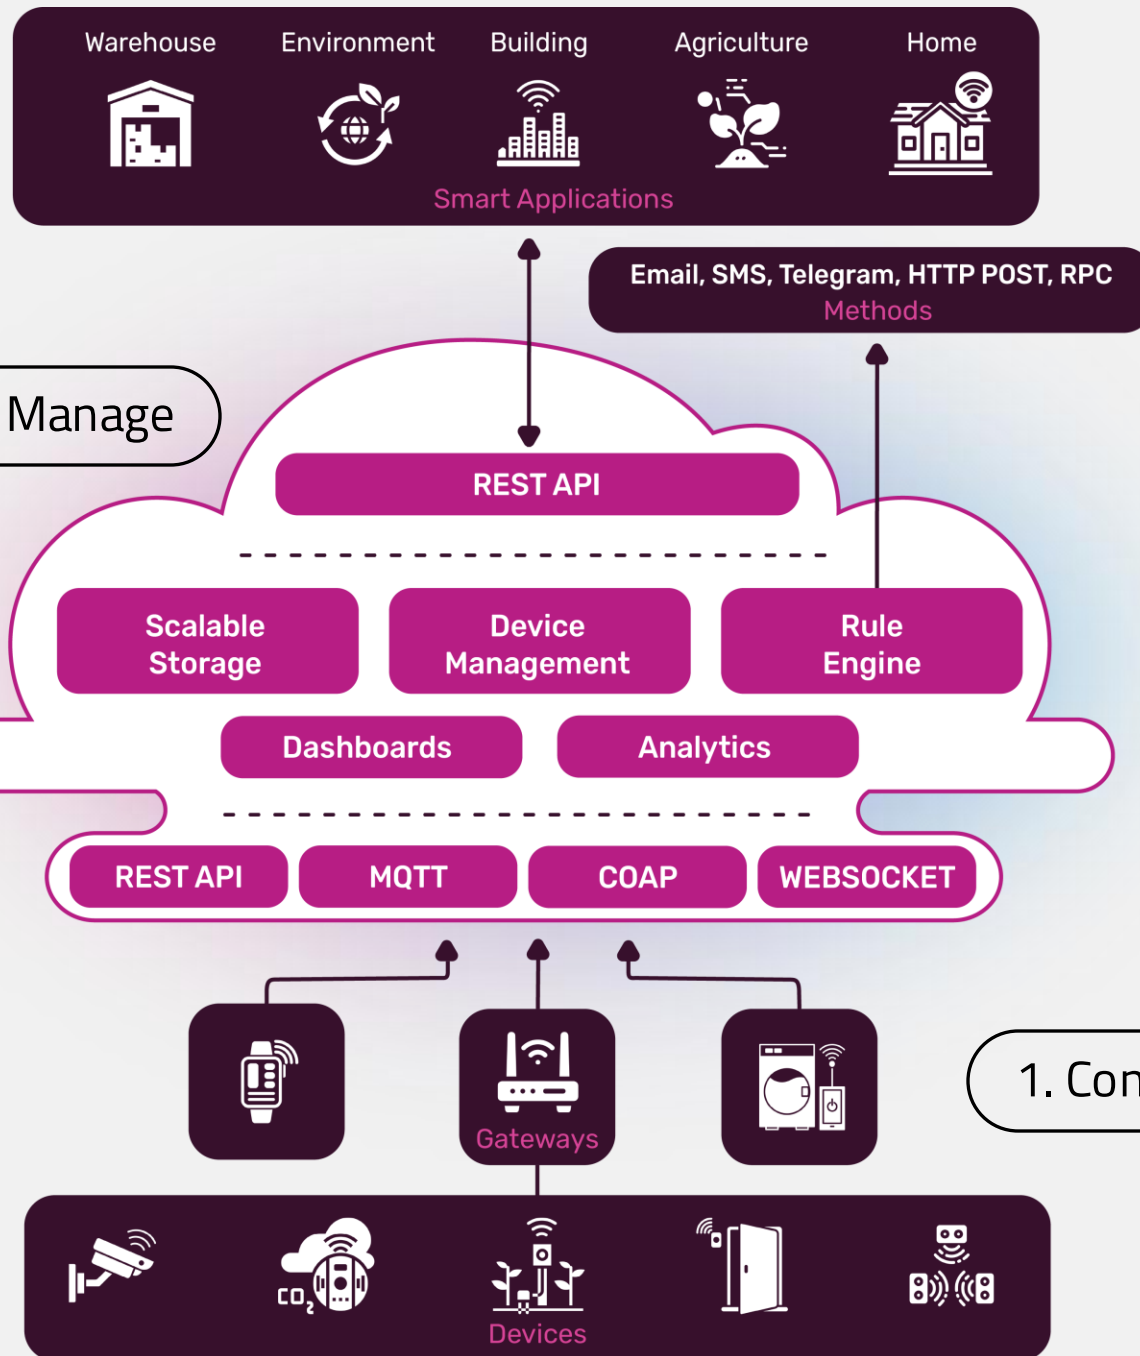 Warehouse
Environment
Building
Agriculture
Home
Smart Applications
Email, SMS, Telegram, HTTP POST, RPC
Methods
Manage
REST API
Scalable
Storage
Device
Management
Rule
Engine
Dashboards
Analytics
REST API
MQTT
COAP
WEBSOCKET
Gateways
1. Con
CO2
Devices